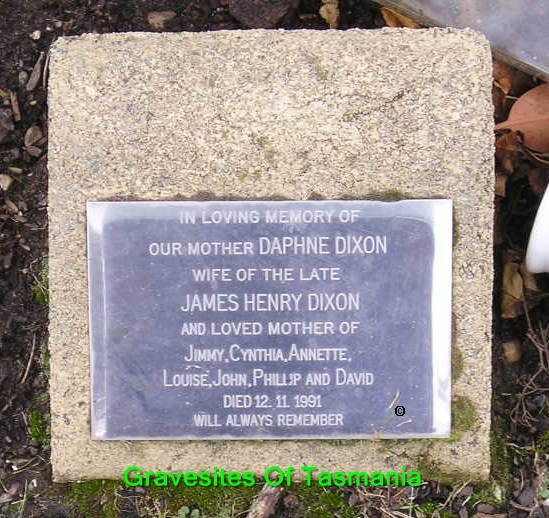 IN LOVING MEMORY OF
OUR MOTHER DAPHNE DIXON
WIFE OF THE LATE
JAMES HENRY DIXON
AND LOVED MOTHER OF
JIMMY, CYNTHIA, ANNETTE,
LOUISE, JOHN, PHILLIP AND DAVID
DIED 12. 11. 1991
WILL ALWAYS REMEMBER
©
Gravesites Of Tasmania